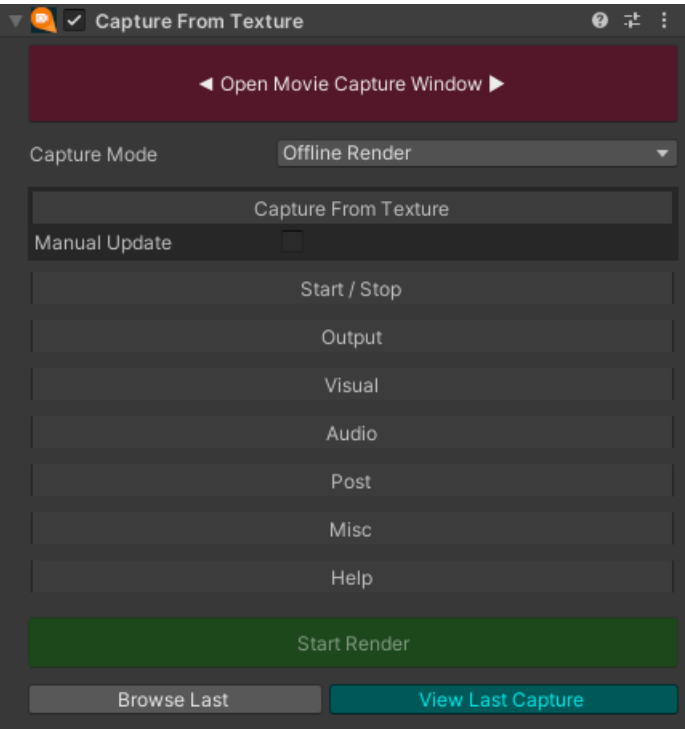 Capture From Texture
◄ Open Movie Capture Window ►
Capture Mode Offline Render
Capture From Texture
Manual Update
Start / Stop
Output
Visual
Audio
Post
Misc
Help
Start Render
Browse Last View Last Capture